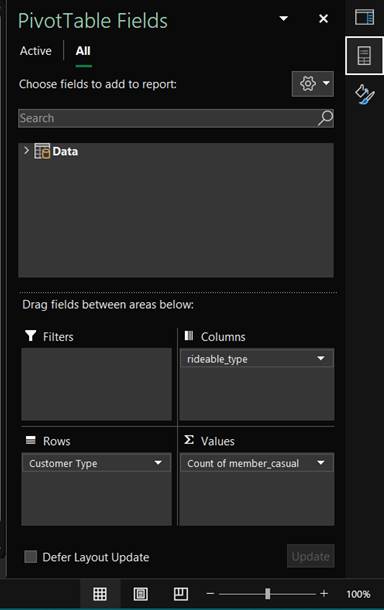 PivotTable Fields
Active All
Choose fields to add to report:
Search
Data
Drag fields between areas below:
Filters
Columns
rideable_type
Rows
Σ Values
Customer Type
Count of member_casual
Defer Layout Update
Update
100%